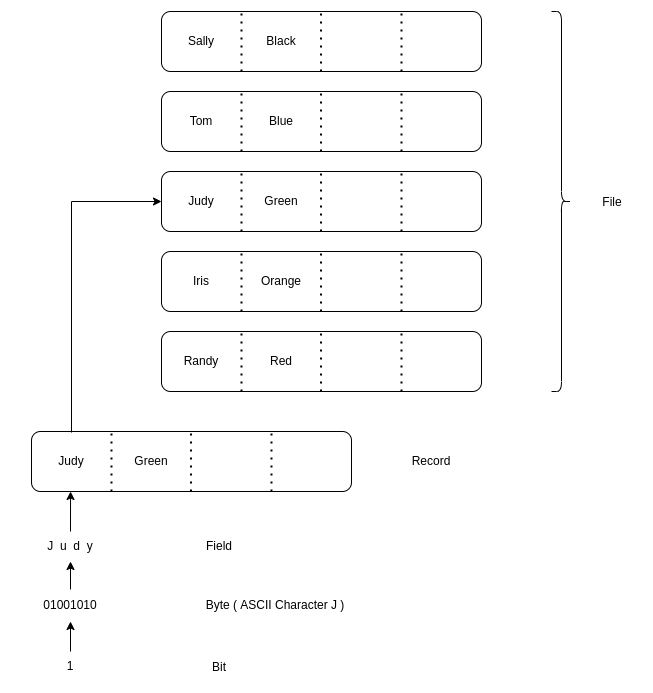 Sally Black
Tom Blue
Judy Green
File
Iris Orange
Randy Red
Judy Green
Record
J u d y
Field
01001010
Byte ( ASCII Character J )
1
Bit